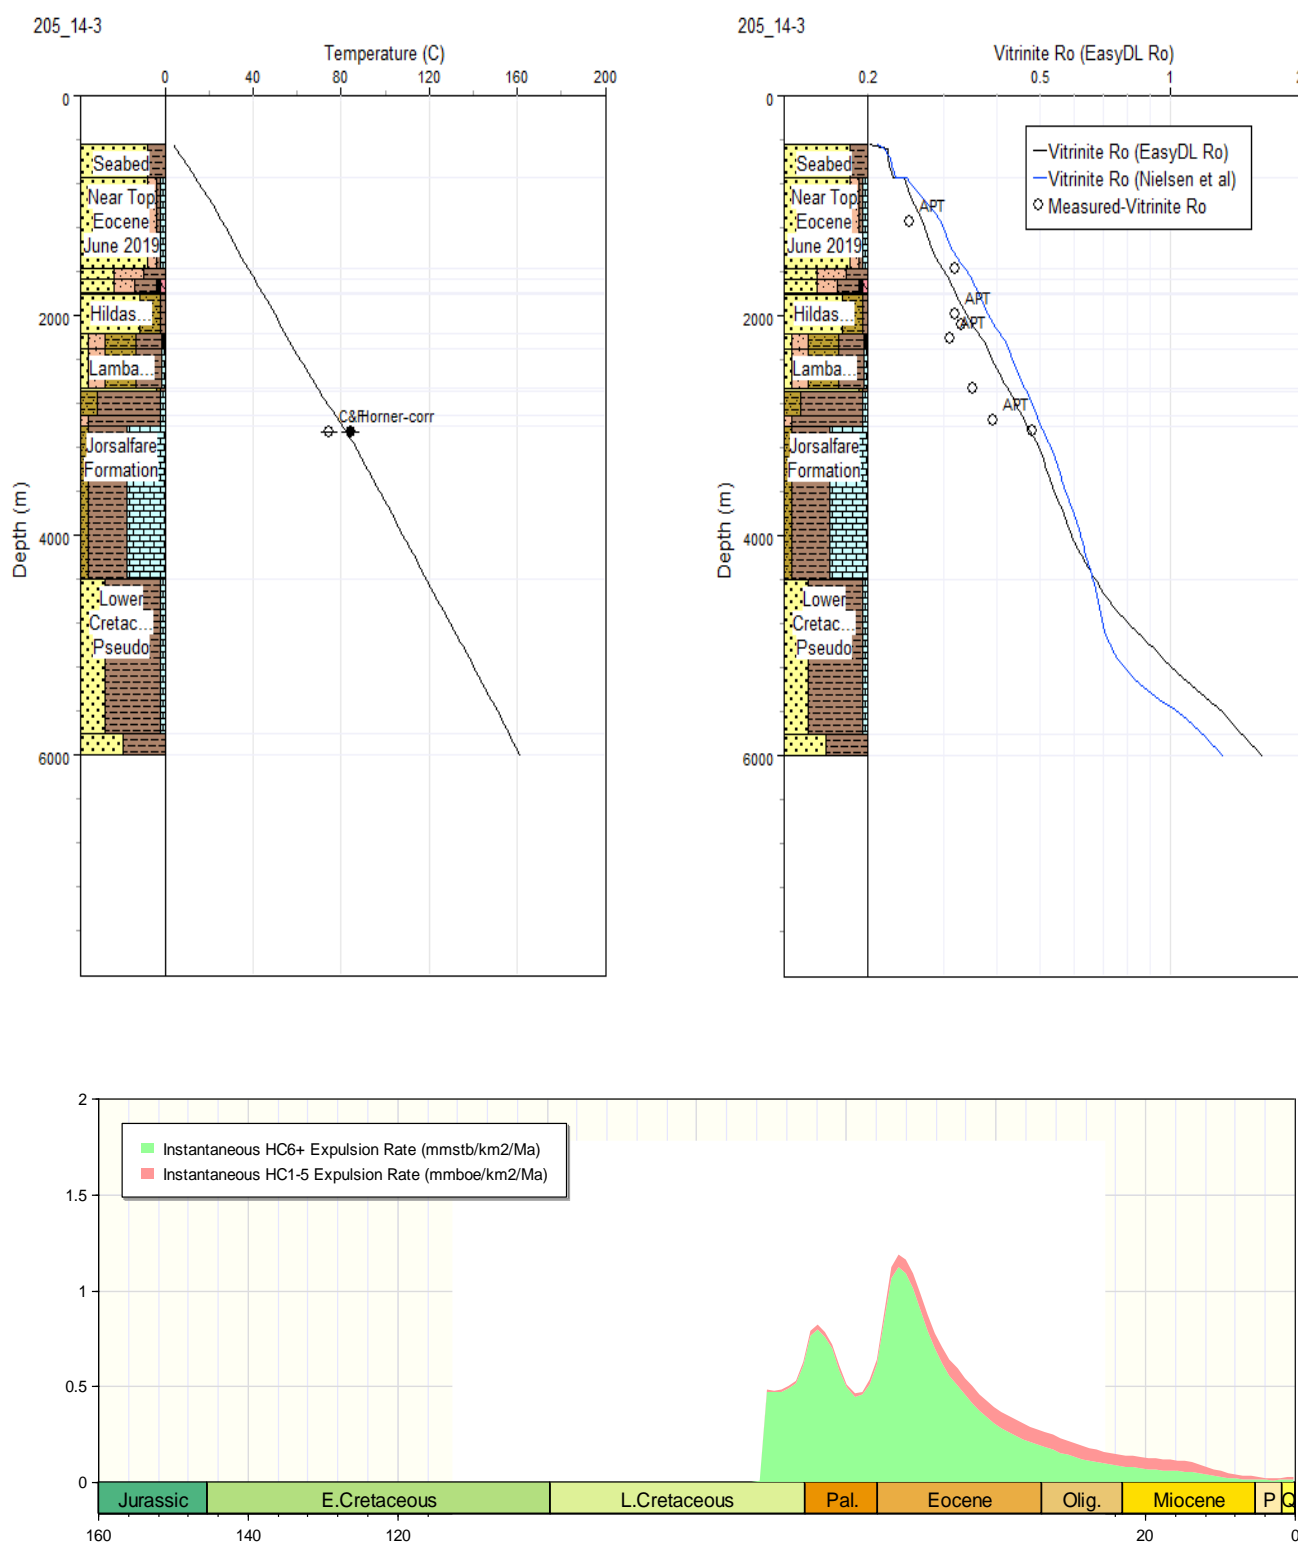 205_14-3
Temperature (C)
0 40 80 120 160 200
0
2000
4000
6000
Depth (m)
Seabed
Near Top
Eocene
June 2019
Hildas...
Lamba...
Jorsalfare
Formation
Lower
Cretac...
Pseudo
Horner-corr
205_14-3
Vitrinite Ro (EasyDL Ro)
0.2 0.5 1
0
2000
4000
6000
Depth (m)
Seabed
Near Top
Eocene
June 2019
Hildas...
Lamba...
Jorsalfare
Formation
Lower
Cretac...
Pseudo
Vitrinite Ro (EasyDL Ro)
Vitrinite Ro (Nielsen et al)
Measured-Vitrinite Ro
APT
APT
APT
APT
2
1.5
1
0.5
0
Instantaneous HC6+ Expulsion Rate (mmstb/km2/Ma)
Instantaneous HC1-5 Expulsion Rate (mmboe/km2/Ma)
Jurassic E.Cretaceous L.Cretaceous Pal. Eocene Olig. Miocene P Q
160 120 20 0